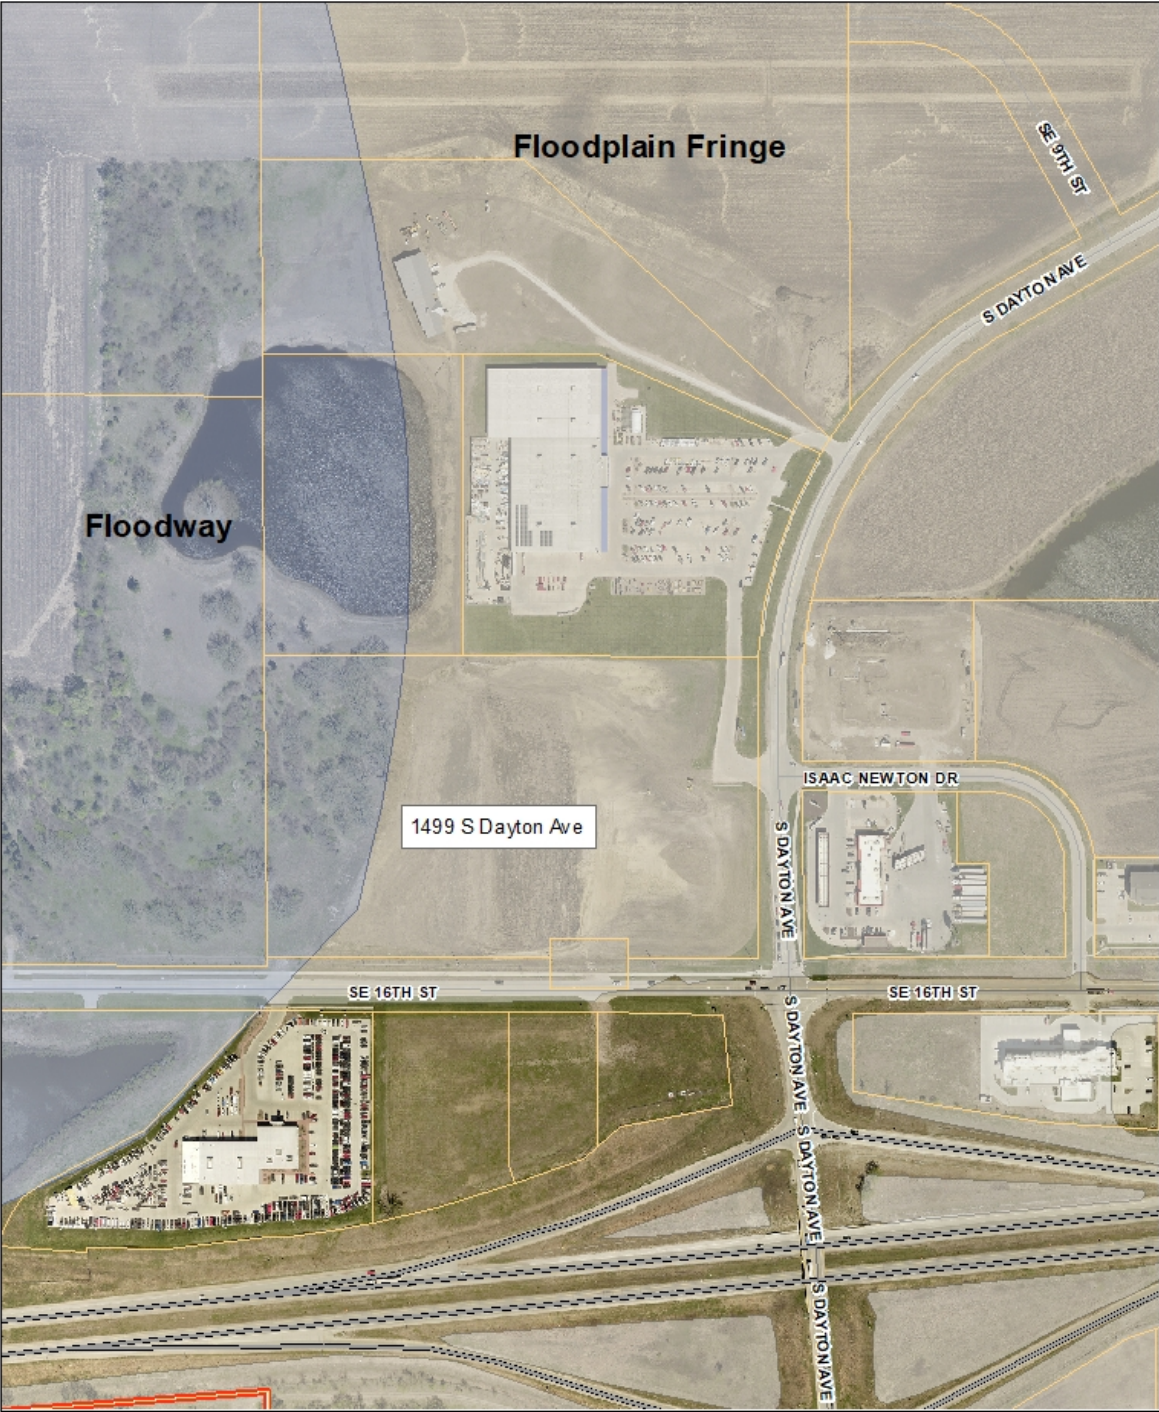 Floodplain Fringe
SE 9TH ST
S DAYTON AVE
Floodway
ISAAC NEWTON DR
1499 S Dayton Ave
S DAYTON AVE
SE 16TH ST
SE 16TH ST
S DAYTON AVE
S DAYTON AVE
S DAYTON AVE